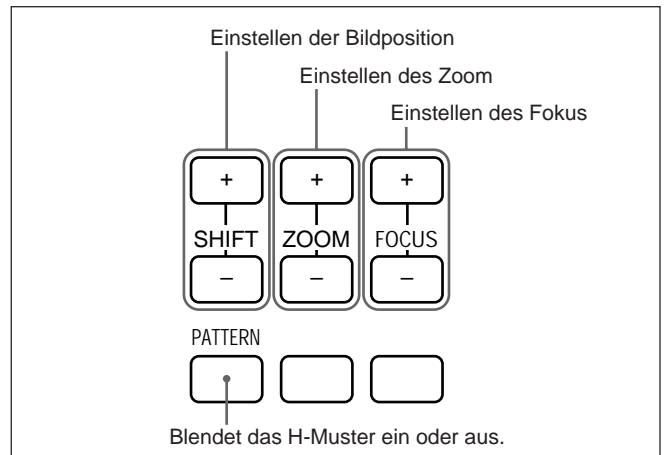 Einstellen der Bildposition
Einstellen des Zoom
Einstellen des Fokus
+ + +
SHIFT ZOOM FOCUS
– – –
PATTERN
Blendet das H-Muster ein oder aus.